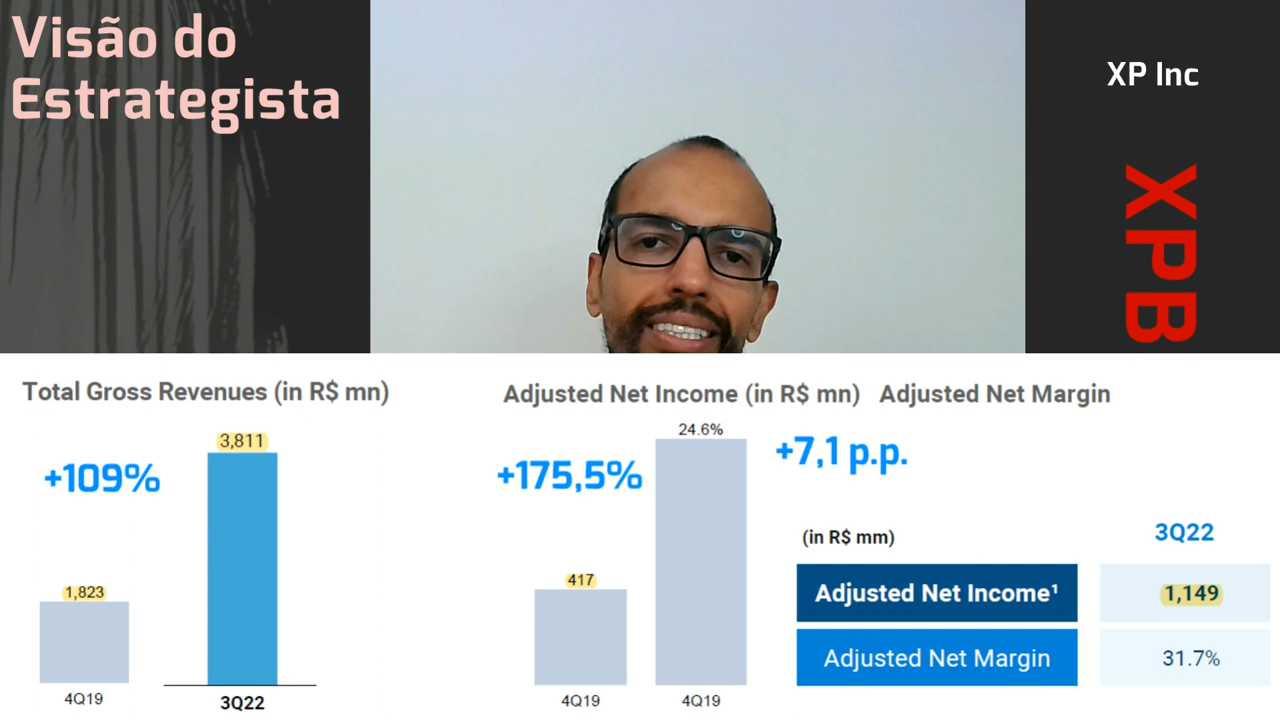 Visão do
Estrategista
XP Inc
XPB
Total Gross Revenues (in R$ mn)
+109%
3,811
1,823
4Q19
3Q22
Adjusted Net Income (in R$ mn)
Adjusted Net Margin
+175,5%
24.6%
+7,1 p.p.
417
4Q19
4Q19
(in R$ mm)
3Q22
Adjusted Net Income¹
1,149
Adjusted Net Margin
31.7%